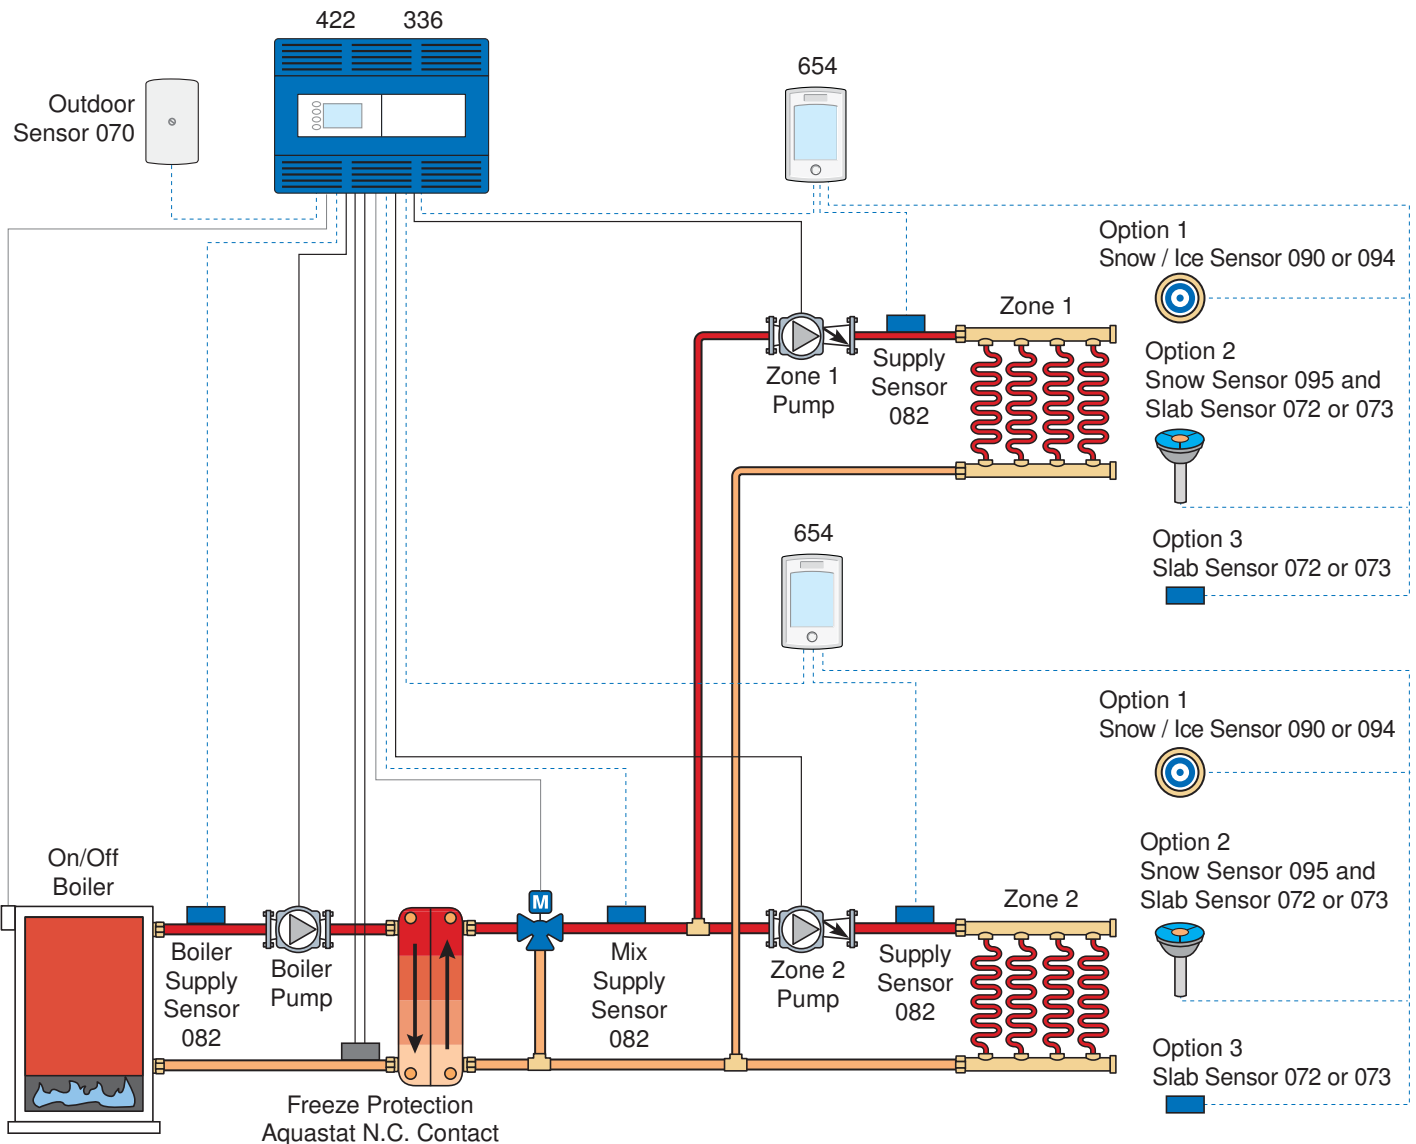 422
336
Outdoor
Sensor 070
654
Option 1
Snow / Ice Sensor 090 or 094
Zone 1
Zone 1
Pump
Supply
Sensor
082
Option 2
Snow Sensor 095 and
Slab Sensor 072 or 073
654
Option 3
Slab Sensor 072 or 073
Option 1
Snow / Ice Sensor 090 or 094
On/Off
Boiler
Boiler
Supply
Sensor
082
Boiler
Pump
M
Mix
Supply
Sensor
082
Zone 2
Pump
Supply
Sensor
082
Zone 2
Option 2
Snow Sensor 095 and
Slab Sensor 072 or 073
Option 3
Slab Sensor 072 or 073
Freeze Protection
Aquastat N.C. Contact